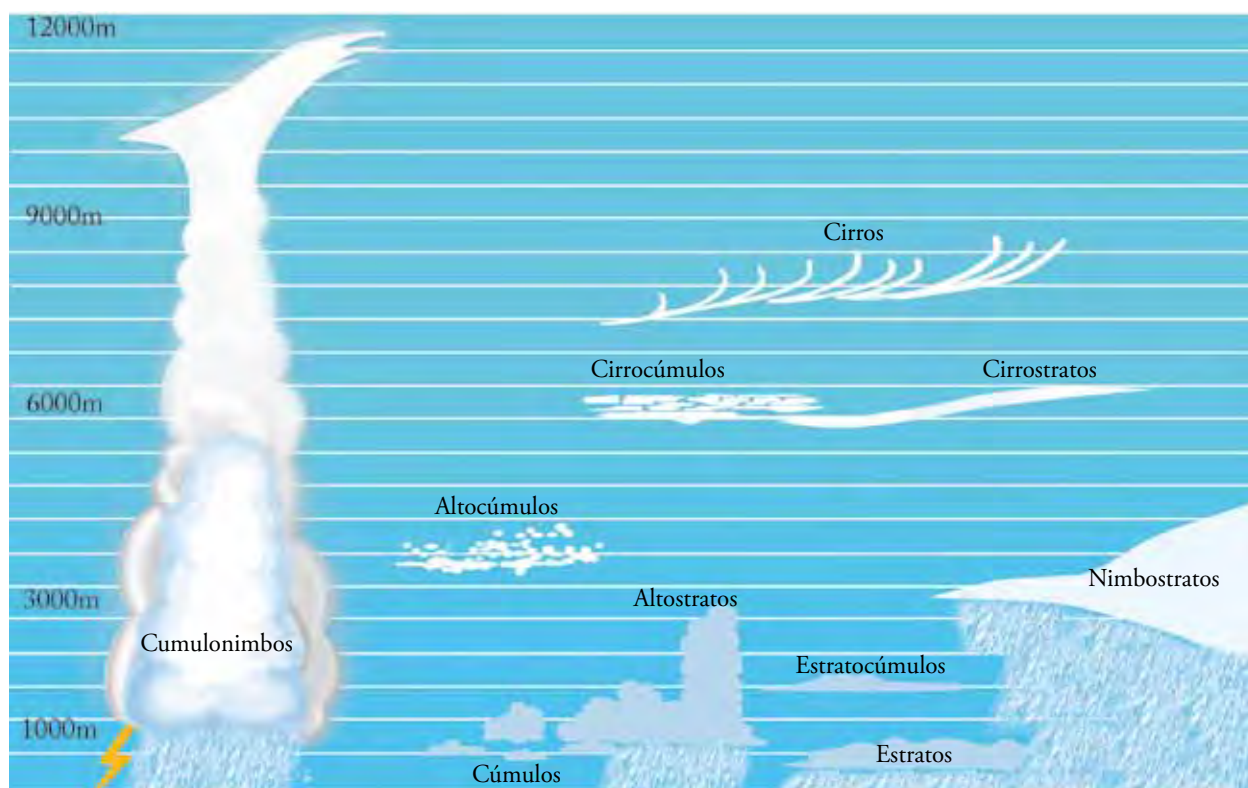 12000m
9000m
Cirros
Cirrocúmulos
Cirrostratos
6000m
Altocúmulos
Nimbostratos
3000m
Altostratos
Cumulonimbos
Estratocúmulos
1000m
Estratos
Cúmulos